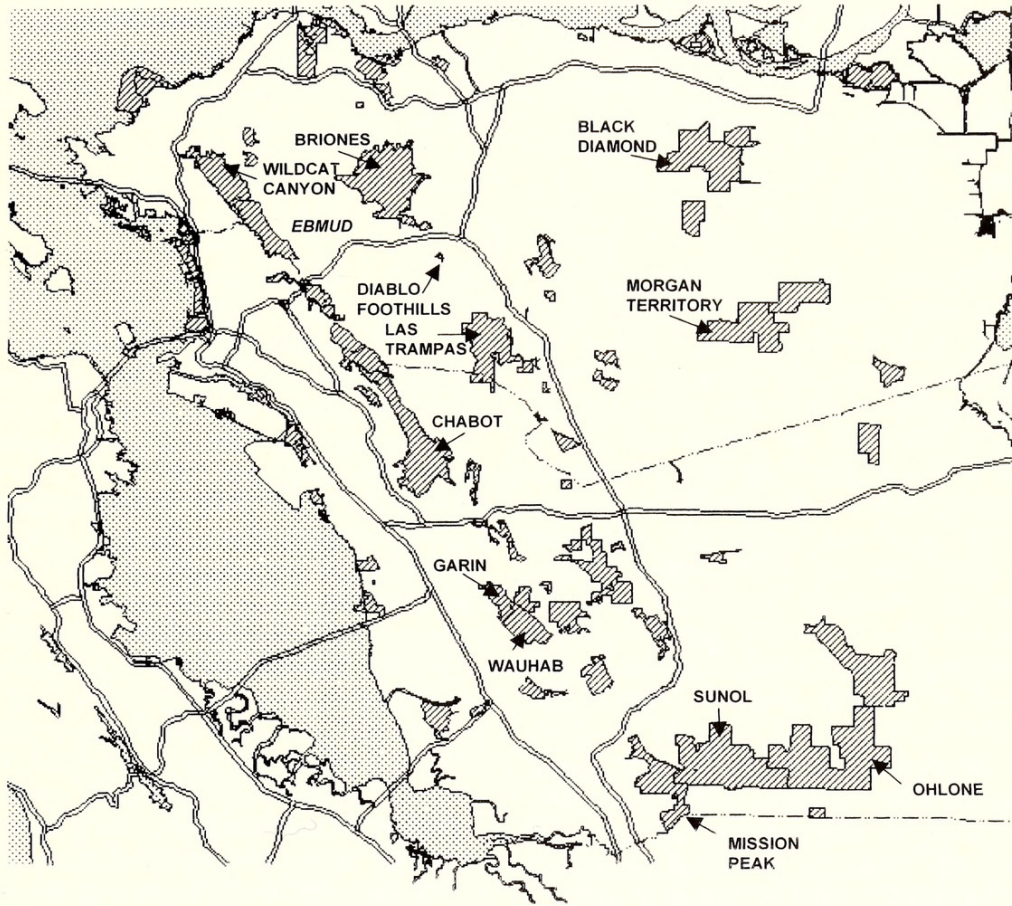 BRIONES
WILDCAT
CANYON
EBMUD
BLACK
DIAMOND
DIABLO
FOOTHILLS
LAS
TRAMPAS
MORGAN
TERRITORY
CHABOT
GARIN
WAUHAB
SUNOL
OHLONE
MISSION
PEAK